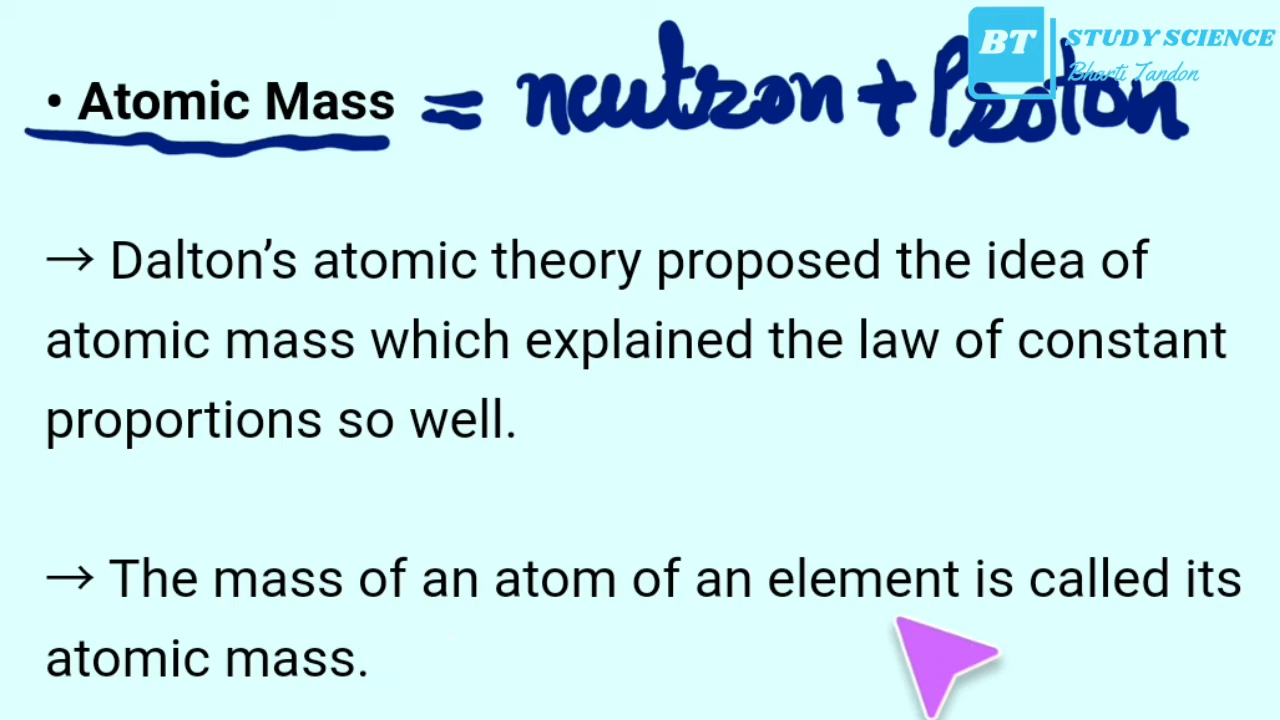 BT STUDY SCIENCE
Bharti Tandon
• Atomic Mass = neutron + Proton
→ Dalton’s atomic theory proposed the idea of
atomic mass which explained the law of constant
proportions so well.
→ The mass of an atom of an element is called its
atomic mass.